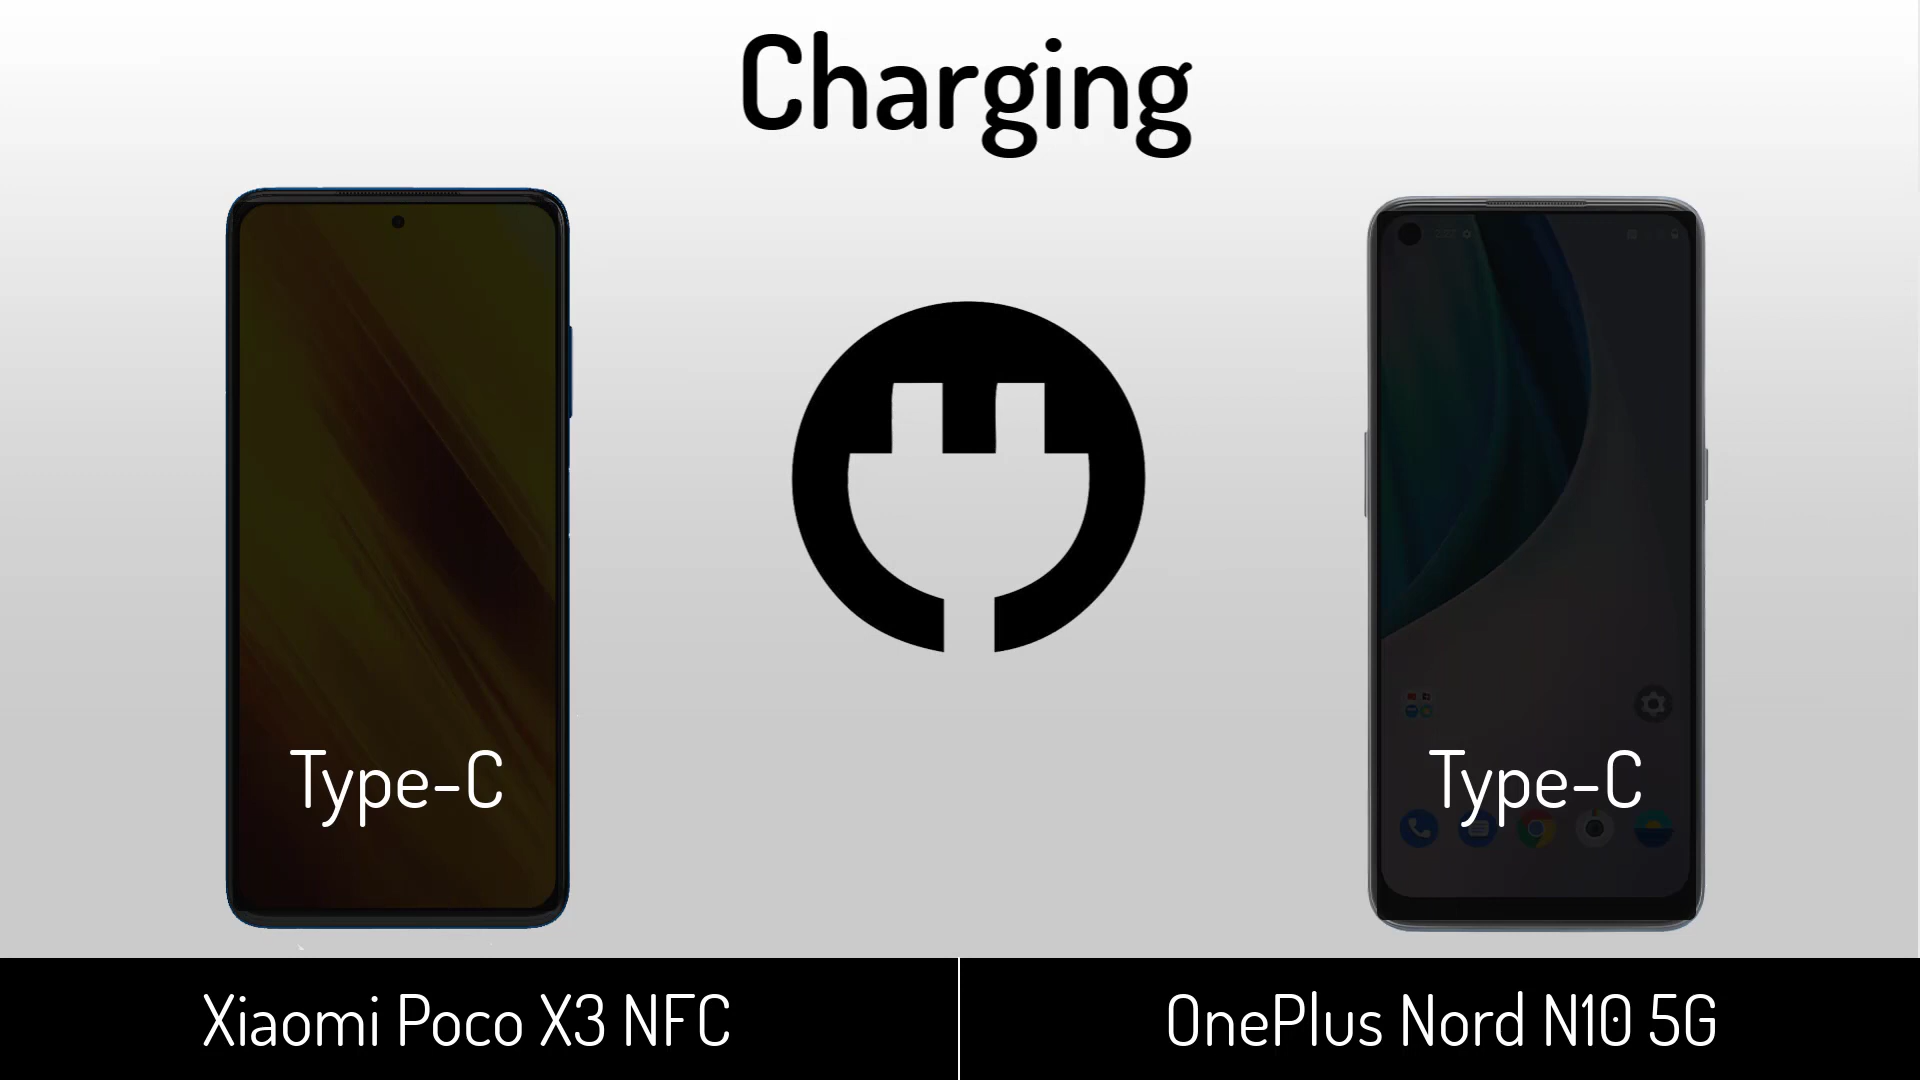 Charging
Type-C
Type-C
Xiaomi Poco X3 NFC
OnePlus Nord N10 5G